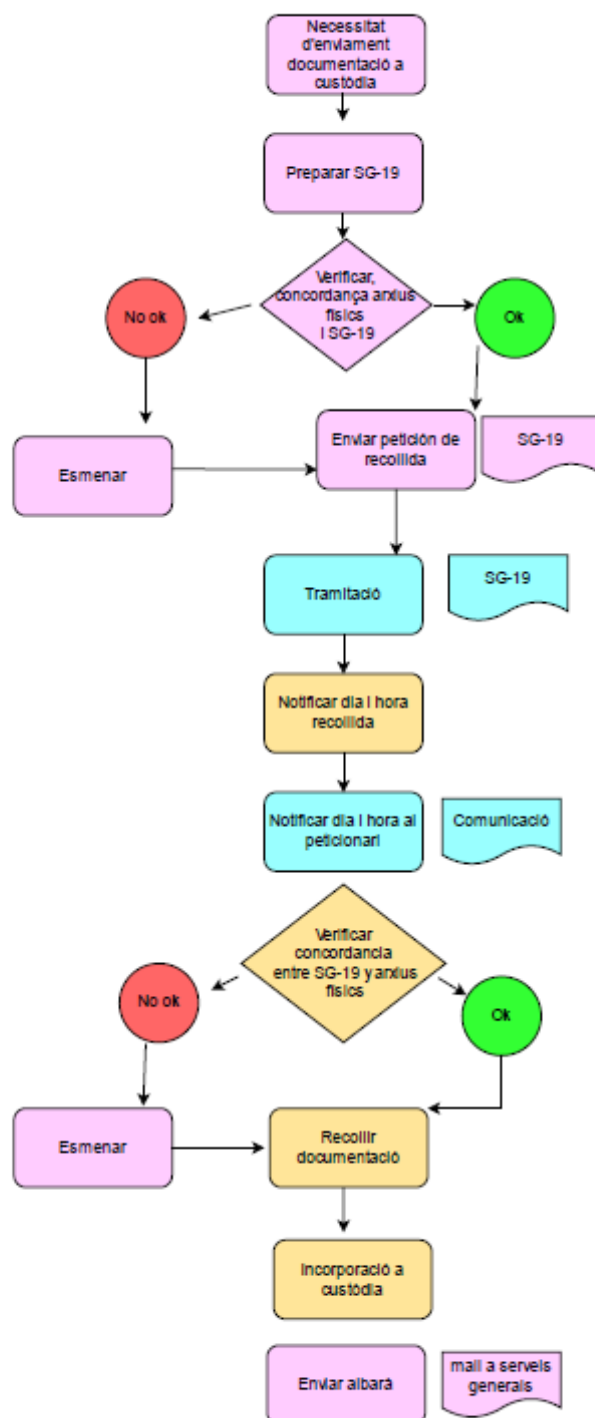 Necessitat
d'enviament
documentació a
custòdia
Preparar SG-19
Verificar,
concordança arxius
físics
i SG-19
No ok
Ok
Esmenar
Enviar petición de
recollida
SG-19
Tramitació
SG-19
Notificar dia i hora
recollida
Notificar dia i hora al
peticionari
Comunicació
Verificar
concordancia
entre SG-19 y arxius
físics
No ok
Ok
Esmenar
Recollir
documentació
Incorporació a
custòdia
Enviar albarà
mail a serveis
generals